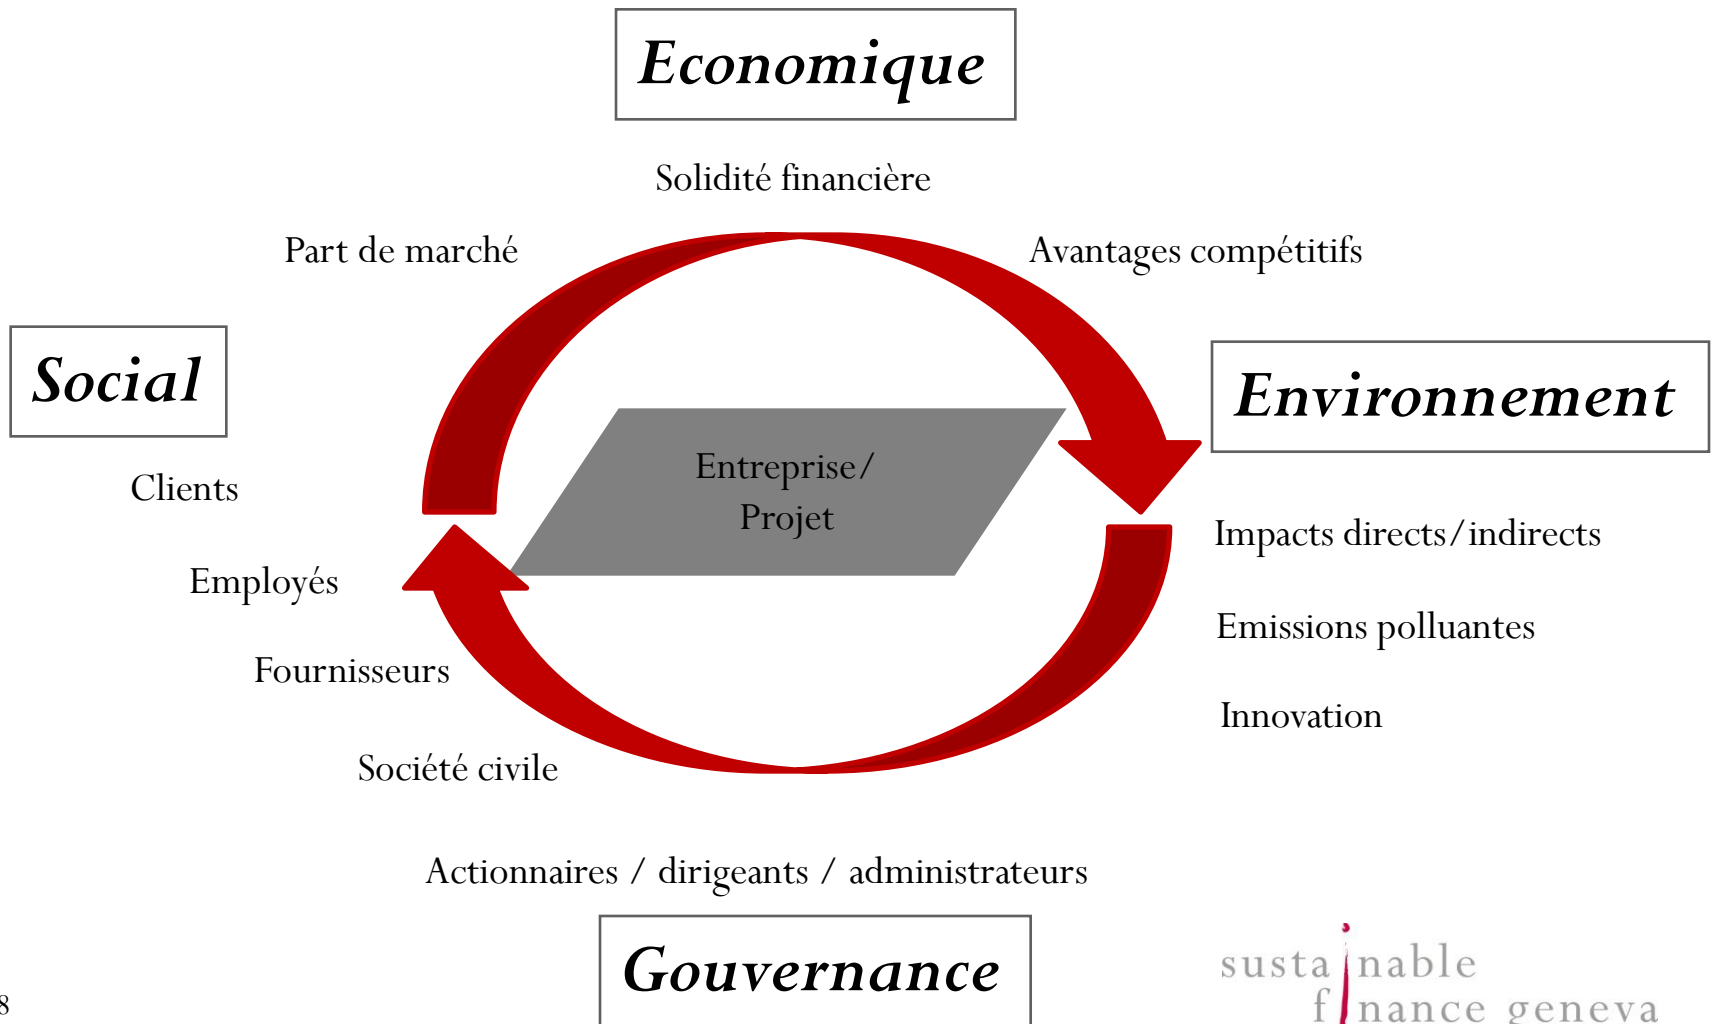 Economique
Solidité financière
Part de marché
Avantages compétitifs
Social
Environnement
Entreprise/
Projet
Clients
Impacts directs/indirects
Employés
Emissions polluantes
Fournisseurs
Innovation
Société civile
Actionnaires / dirigeants / administrateurs
Gouvernance
sustainable
finance geneva
8